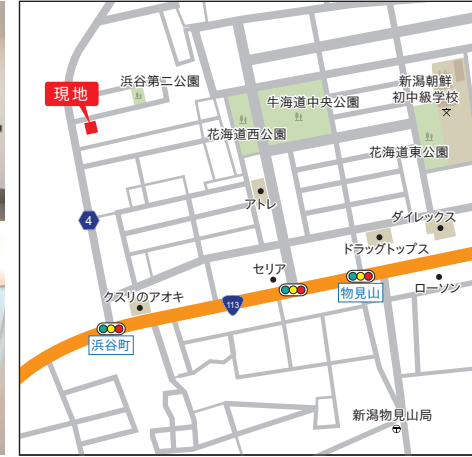 現地
浜谷第二公園
新潟朝鮮
初中級学校
牛海道中央公園
花海道西公園
花海道東公園
アトレ
ダイレックス
4
ドラッグトップス
セリア
クスリのアオキ
113
物見山
ローソン
浜谷町
新潟物見山局